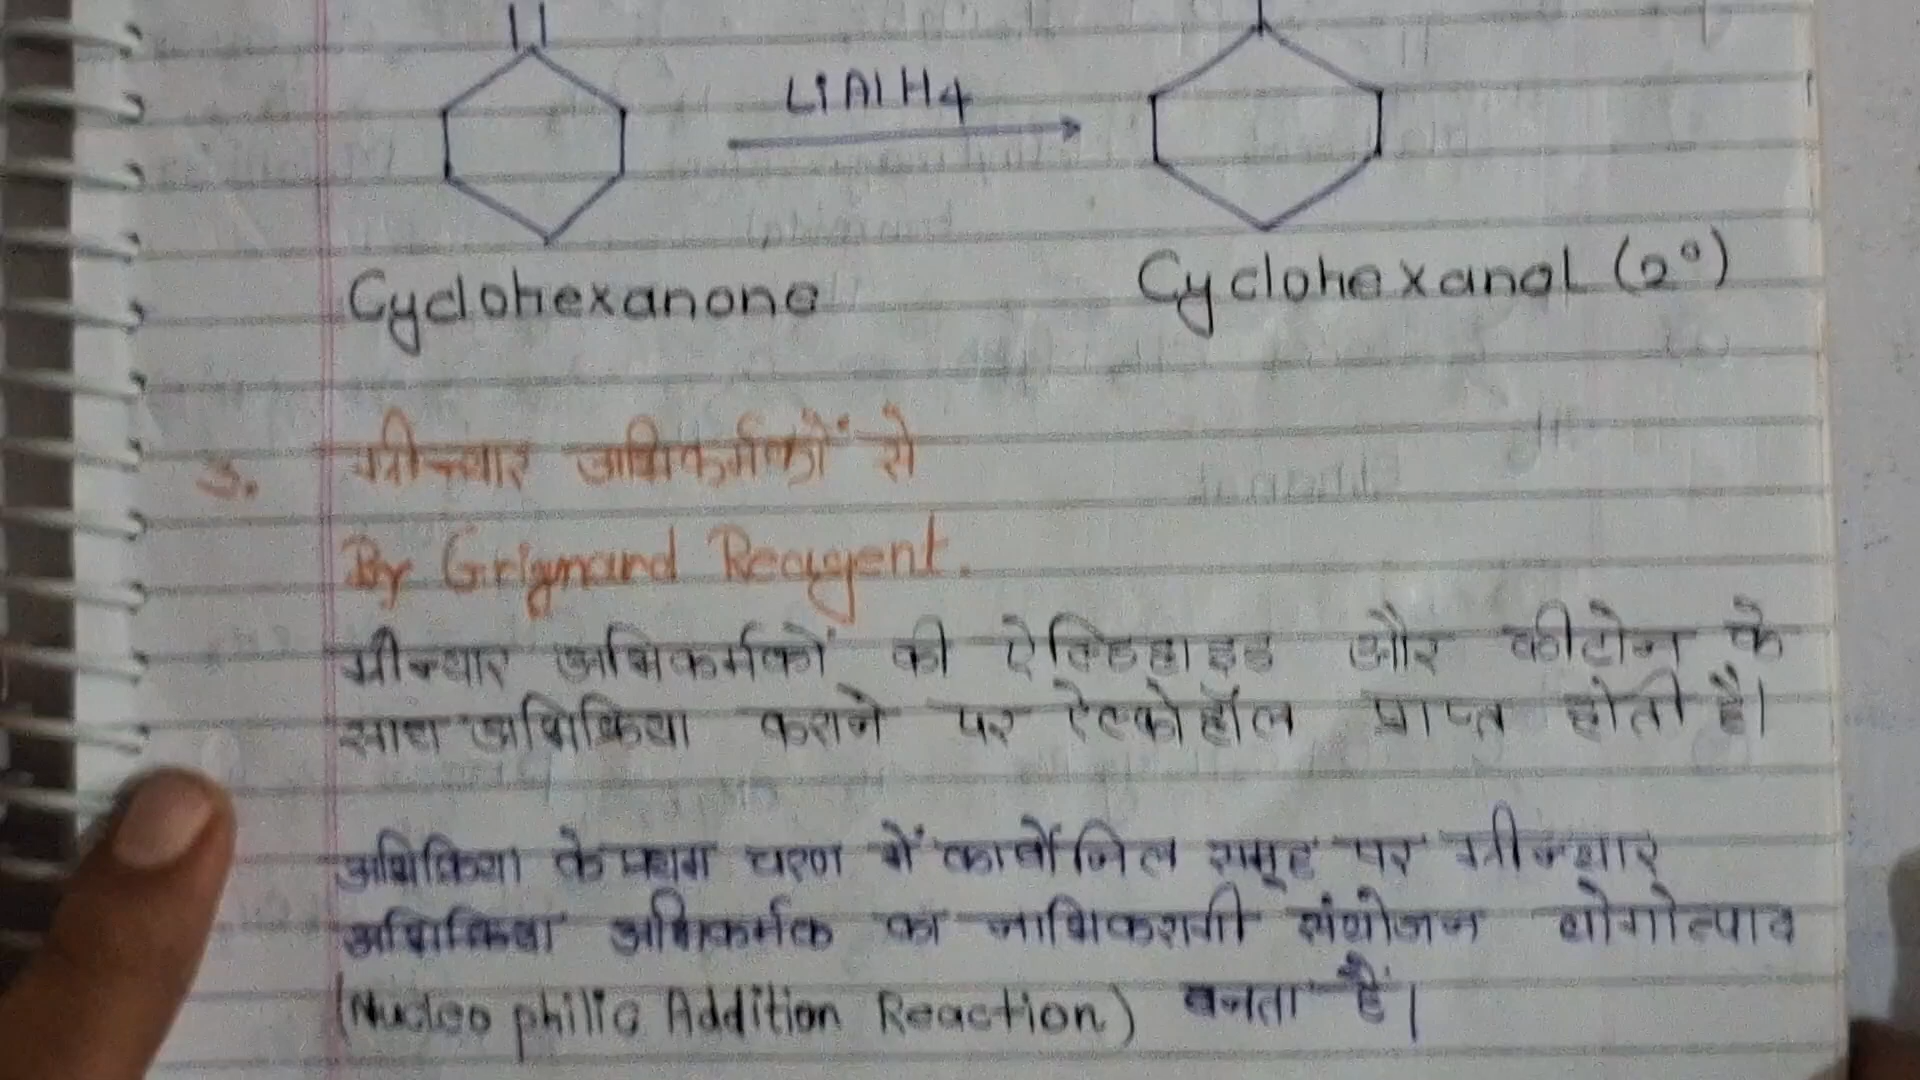 LiAlH4
Cyclohexanone
Cyclohexanol (2°)
3. ग्रीन्यार अभिकर्मकों से
By Grignard Reagent.
ग्रीन्यार अभिकर्मकों की ऐल्डिहाइड और कीटोन के
साथ अभिक्रिया कराने पर ऐल्कोहॉल प्राप्त होती है।
अभिक्रिया के प्रथम चरण में कार्बोनिल समूह पर ग्रीन्यार
अभिक्रिया अभिकर्मक का नाभिकरागी संयोजन योगोत्पाद
(Nucleophilic Addition Reaction) बनता है।